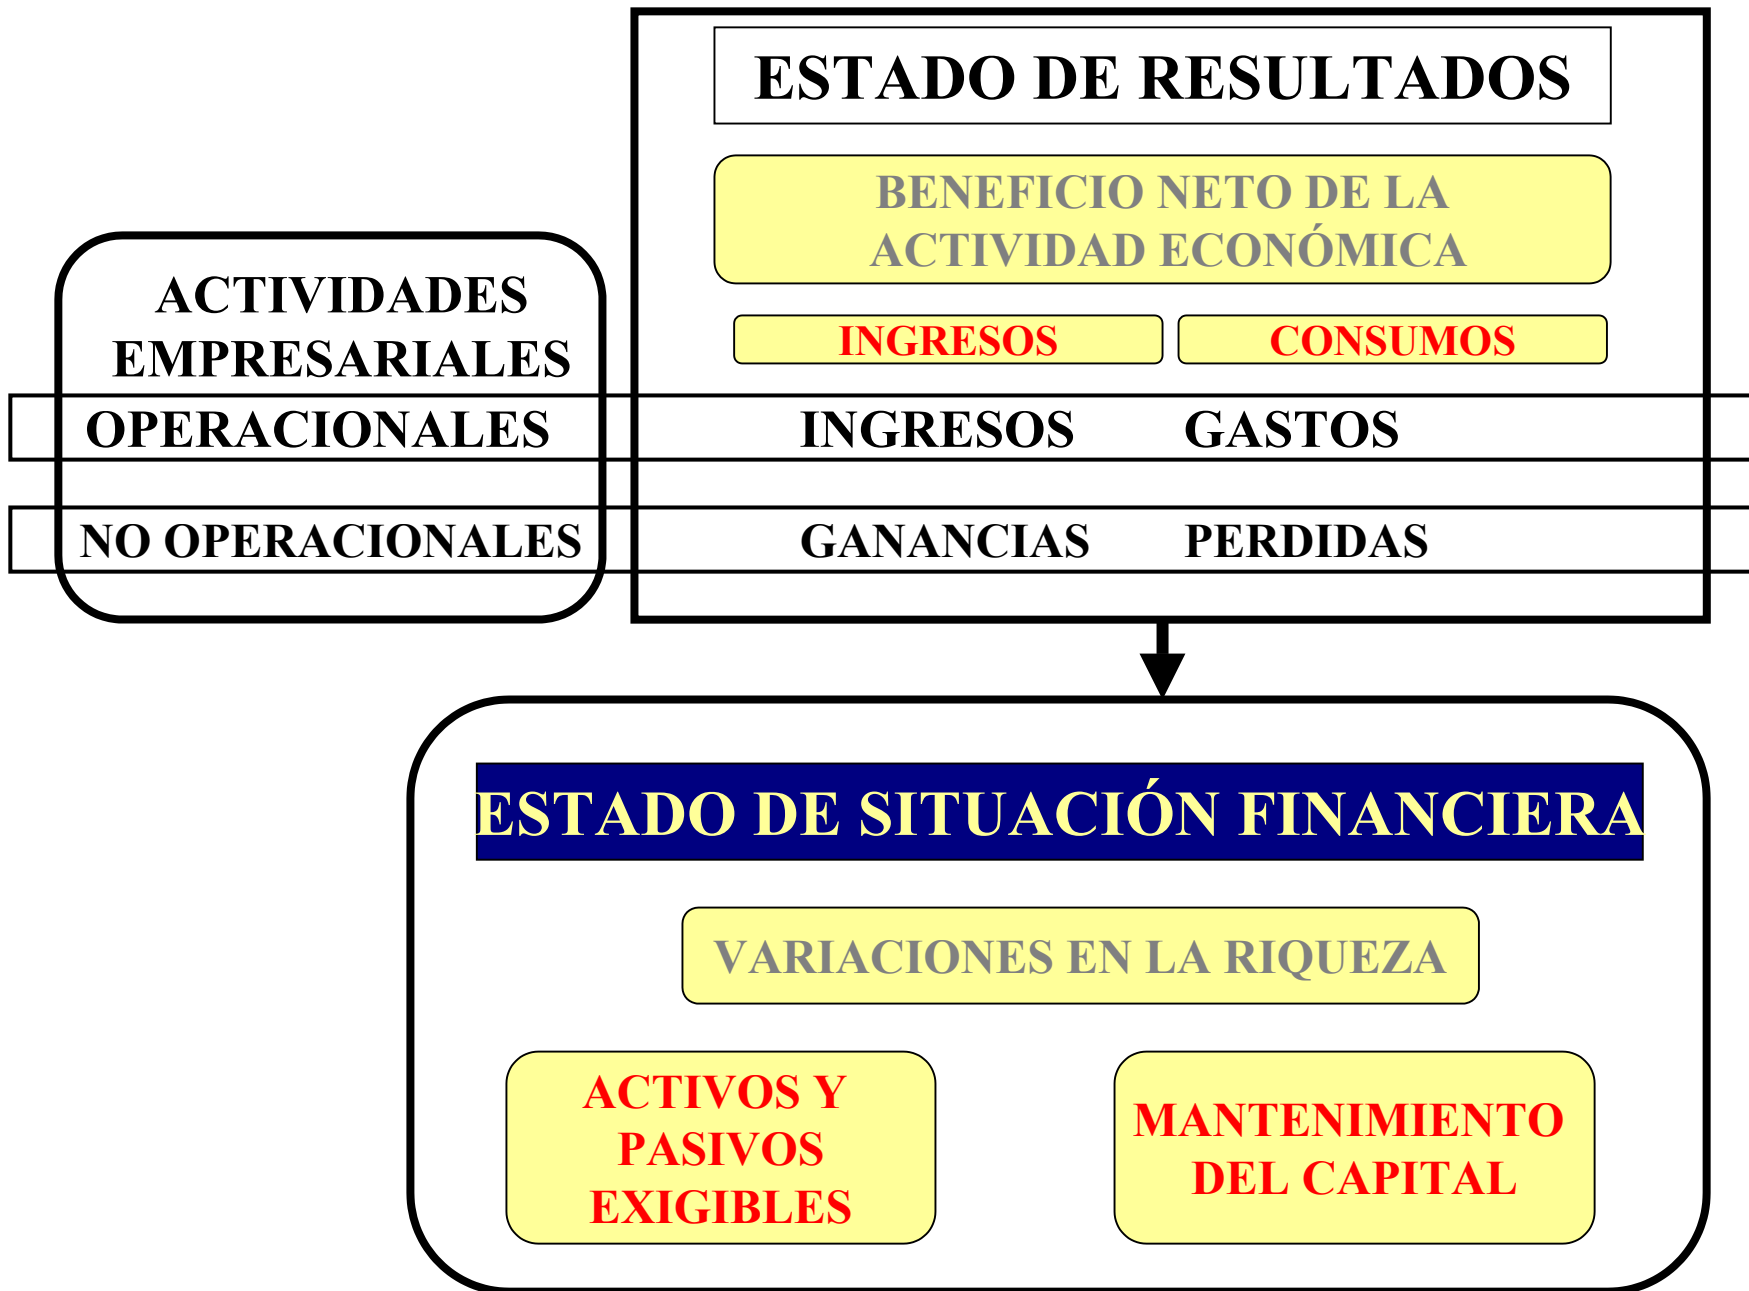 ESTADO DE RESULTADOS
BENEFICIO NETO DE LA
ACTIVIDAD ECONÓMICA
ACTIVIDADES
EMPRESARIALES
INGRESOS CONSUMOS
OPERACIONALES INGRESOS GASTOS
NO OPERACIONALES GANANCIAS PERDIDAS
ESTADO DE SITUACIÓN FINANCIERA
VARIACIONES EN LA RIQUEZA
ACTIVOS Y
PASIVOS
EXIGIBLES
MANTENIMIENTO
DEL CAPITAL